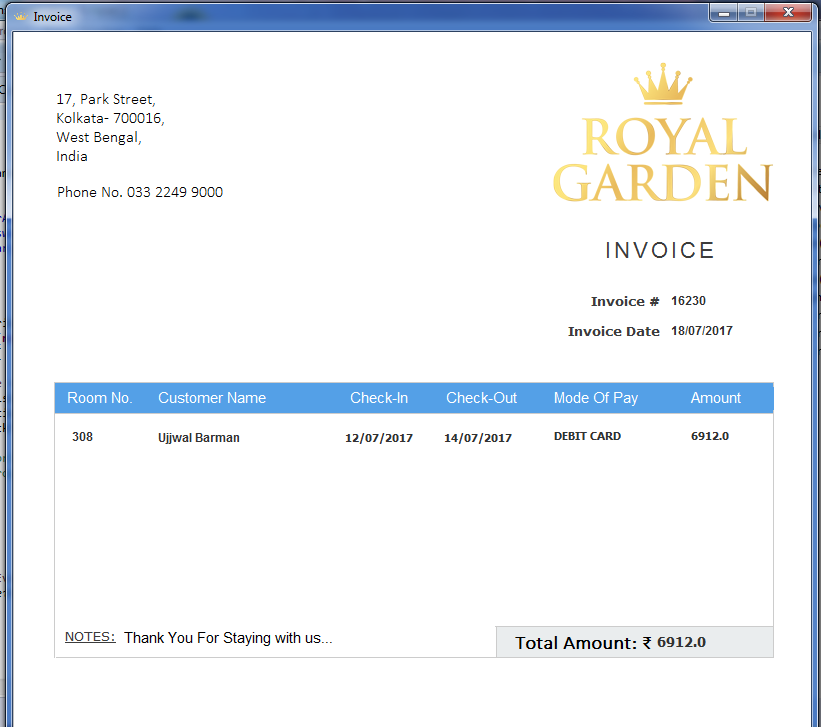 Invoice
17, Park Street,
Kolkata- 700016,
West Bengal,
India
Phone No. 033 2249 9000
ROYAL
GARDEN
INVOICE
Invoice # 16230
Invoice Date 18/07/2017
Room No. Customer Name Check-In Check-Out Mode Of Pay Amount
308 Ujjwal Barman 12/07/2017 14/07/2017 DEBIT CARD 6912.0
NOTES: Thank You For Staying with us...
Total Amount: ₹ 6912.0